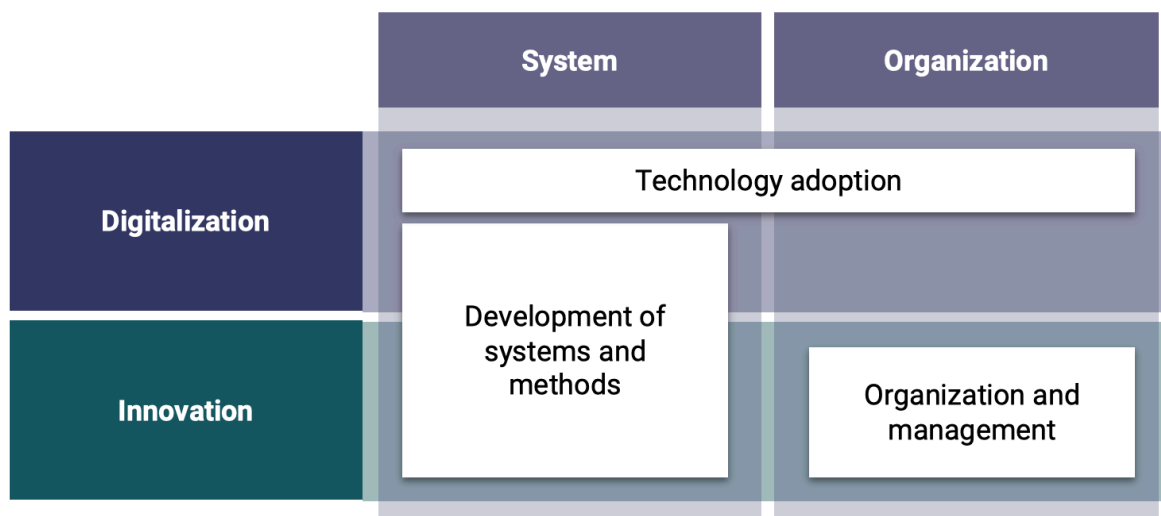 System
Organization
Technology adoption
Digitalization
Development of
systems and
methods
Innovation
Organization and
management